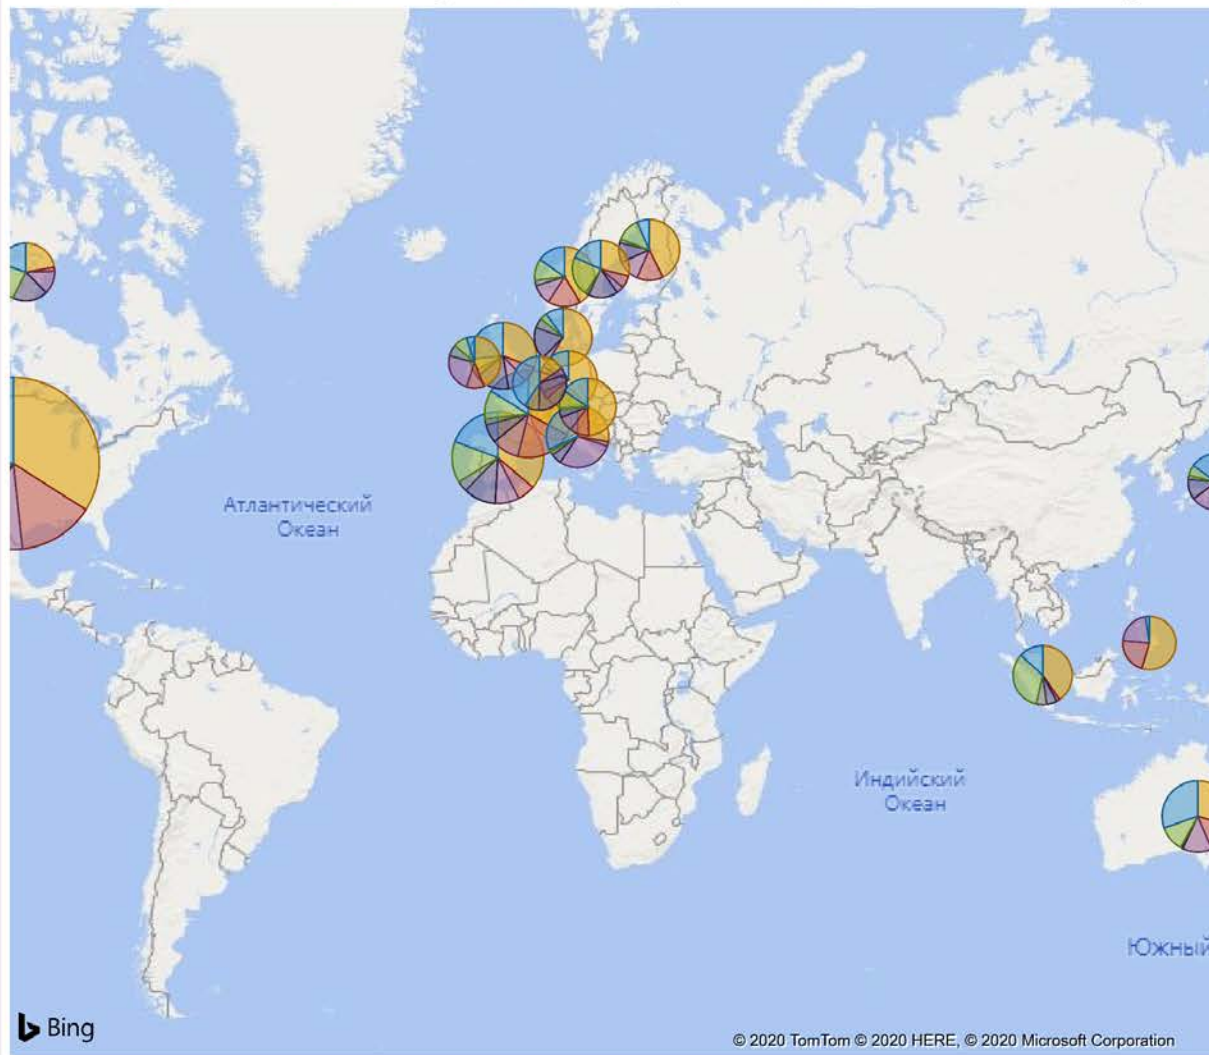 Атлантический
Океан
Индийский
Океан
Южный
Bing
© 2020 TomTom © 2020 HERE, © 2020 Microsoft Corporation